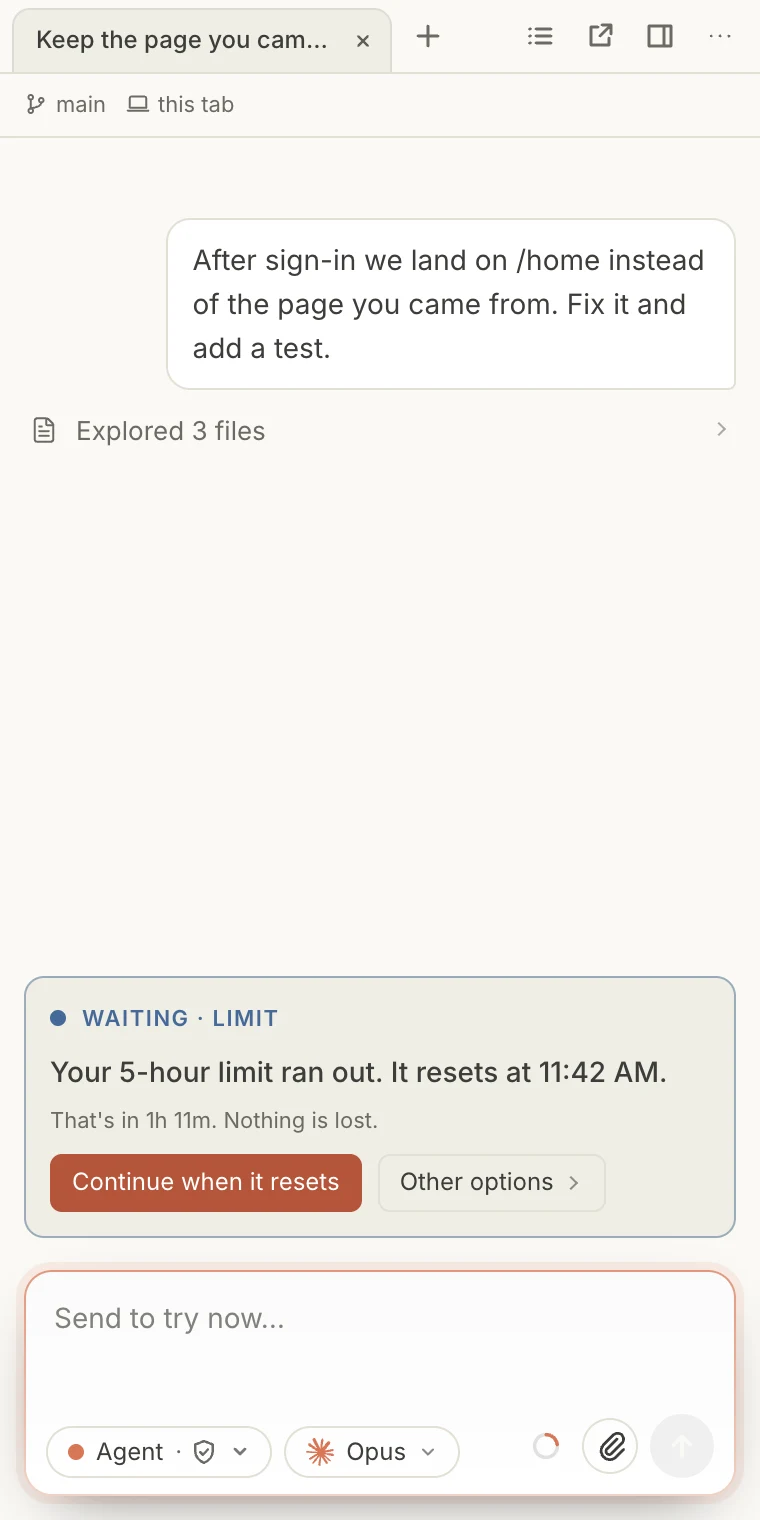 Keep the page you cam...
main
this tab
After sign-in we land on /home instead
of the page you came from. Fix it and
add a test.
Explored 3 files
WAITING · LIMIT
Your 5-hour limit ran out. It resets at 11:42 AM.
That's in 1h 11m. Nothing is lost.
Continue when it resets
Other options
Send to try now...
Agent ·
Opus